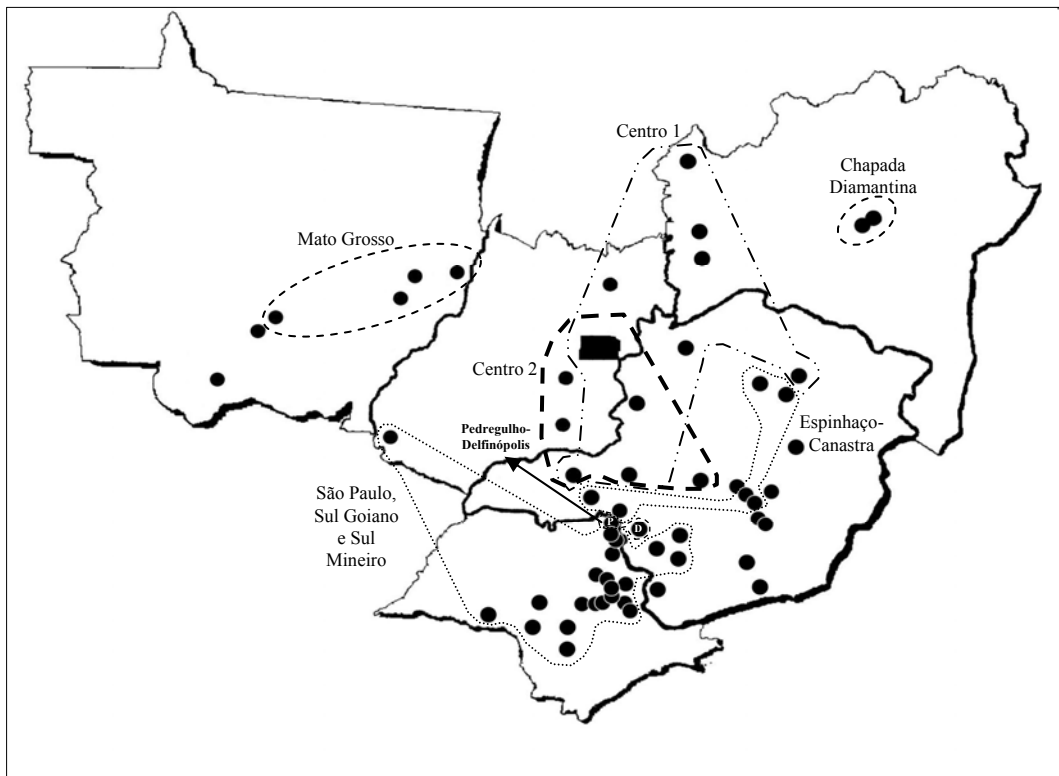 Centro 1
Chapada
Diamantina
Mato Grosso
Centro 2
Pedregulho-
Delfinópolis
Espinhaço-
Canastra
São Paulo,
Sul Goiano
e Sul
Mineiro
P
D